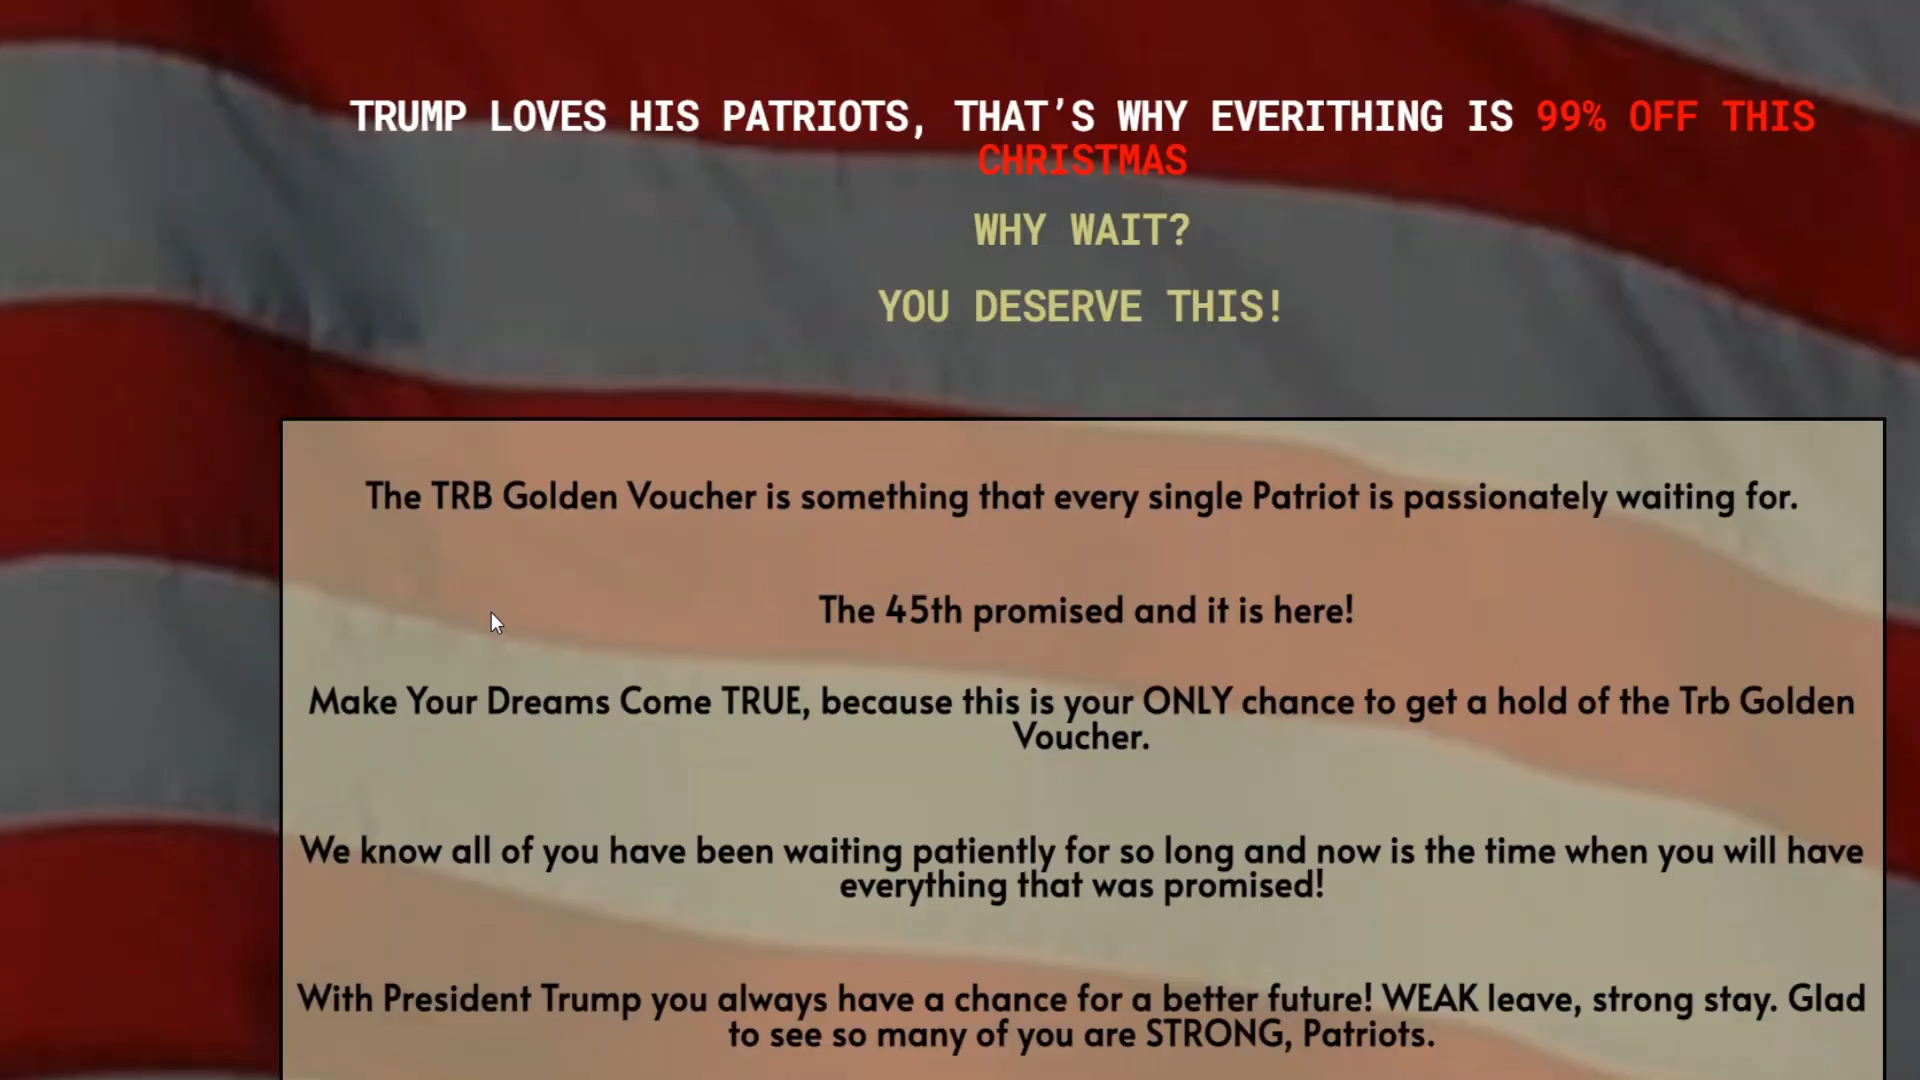 TRUMP LOVES HIS PATRIOTS, THAT'S WHY EVERITHING IS 99% OFF THIS
CHRISTMAS
WHY WAIT?
YOU DESERVE THIS!
The TRB Golden Voucher is something that every single Patriot is passionately waiting for.
The 45th promised and it is here!
Make Your Dreams Come TRUE, because this is your ONLY chance to get a hold of the Trb Golden
Voucher.
We know all of you have been waiting patiently for so long and now is the time when you will have
everything that was promised!
With President Trump you always have a chance for a better future! WEAK leave, strong stay. Glad
to see so many of you are STRONG, Patriots.